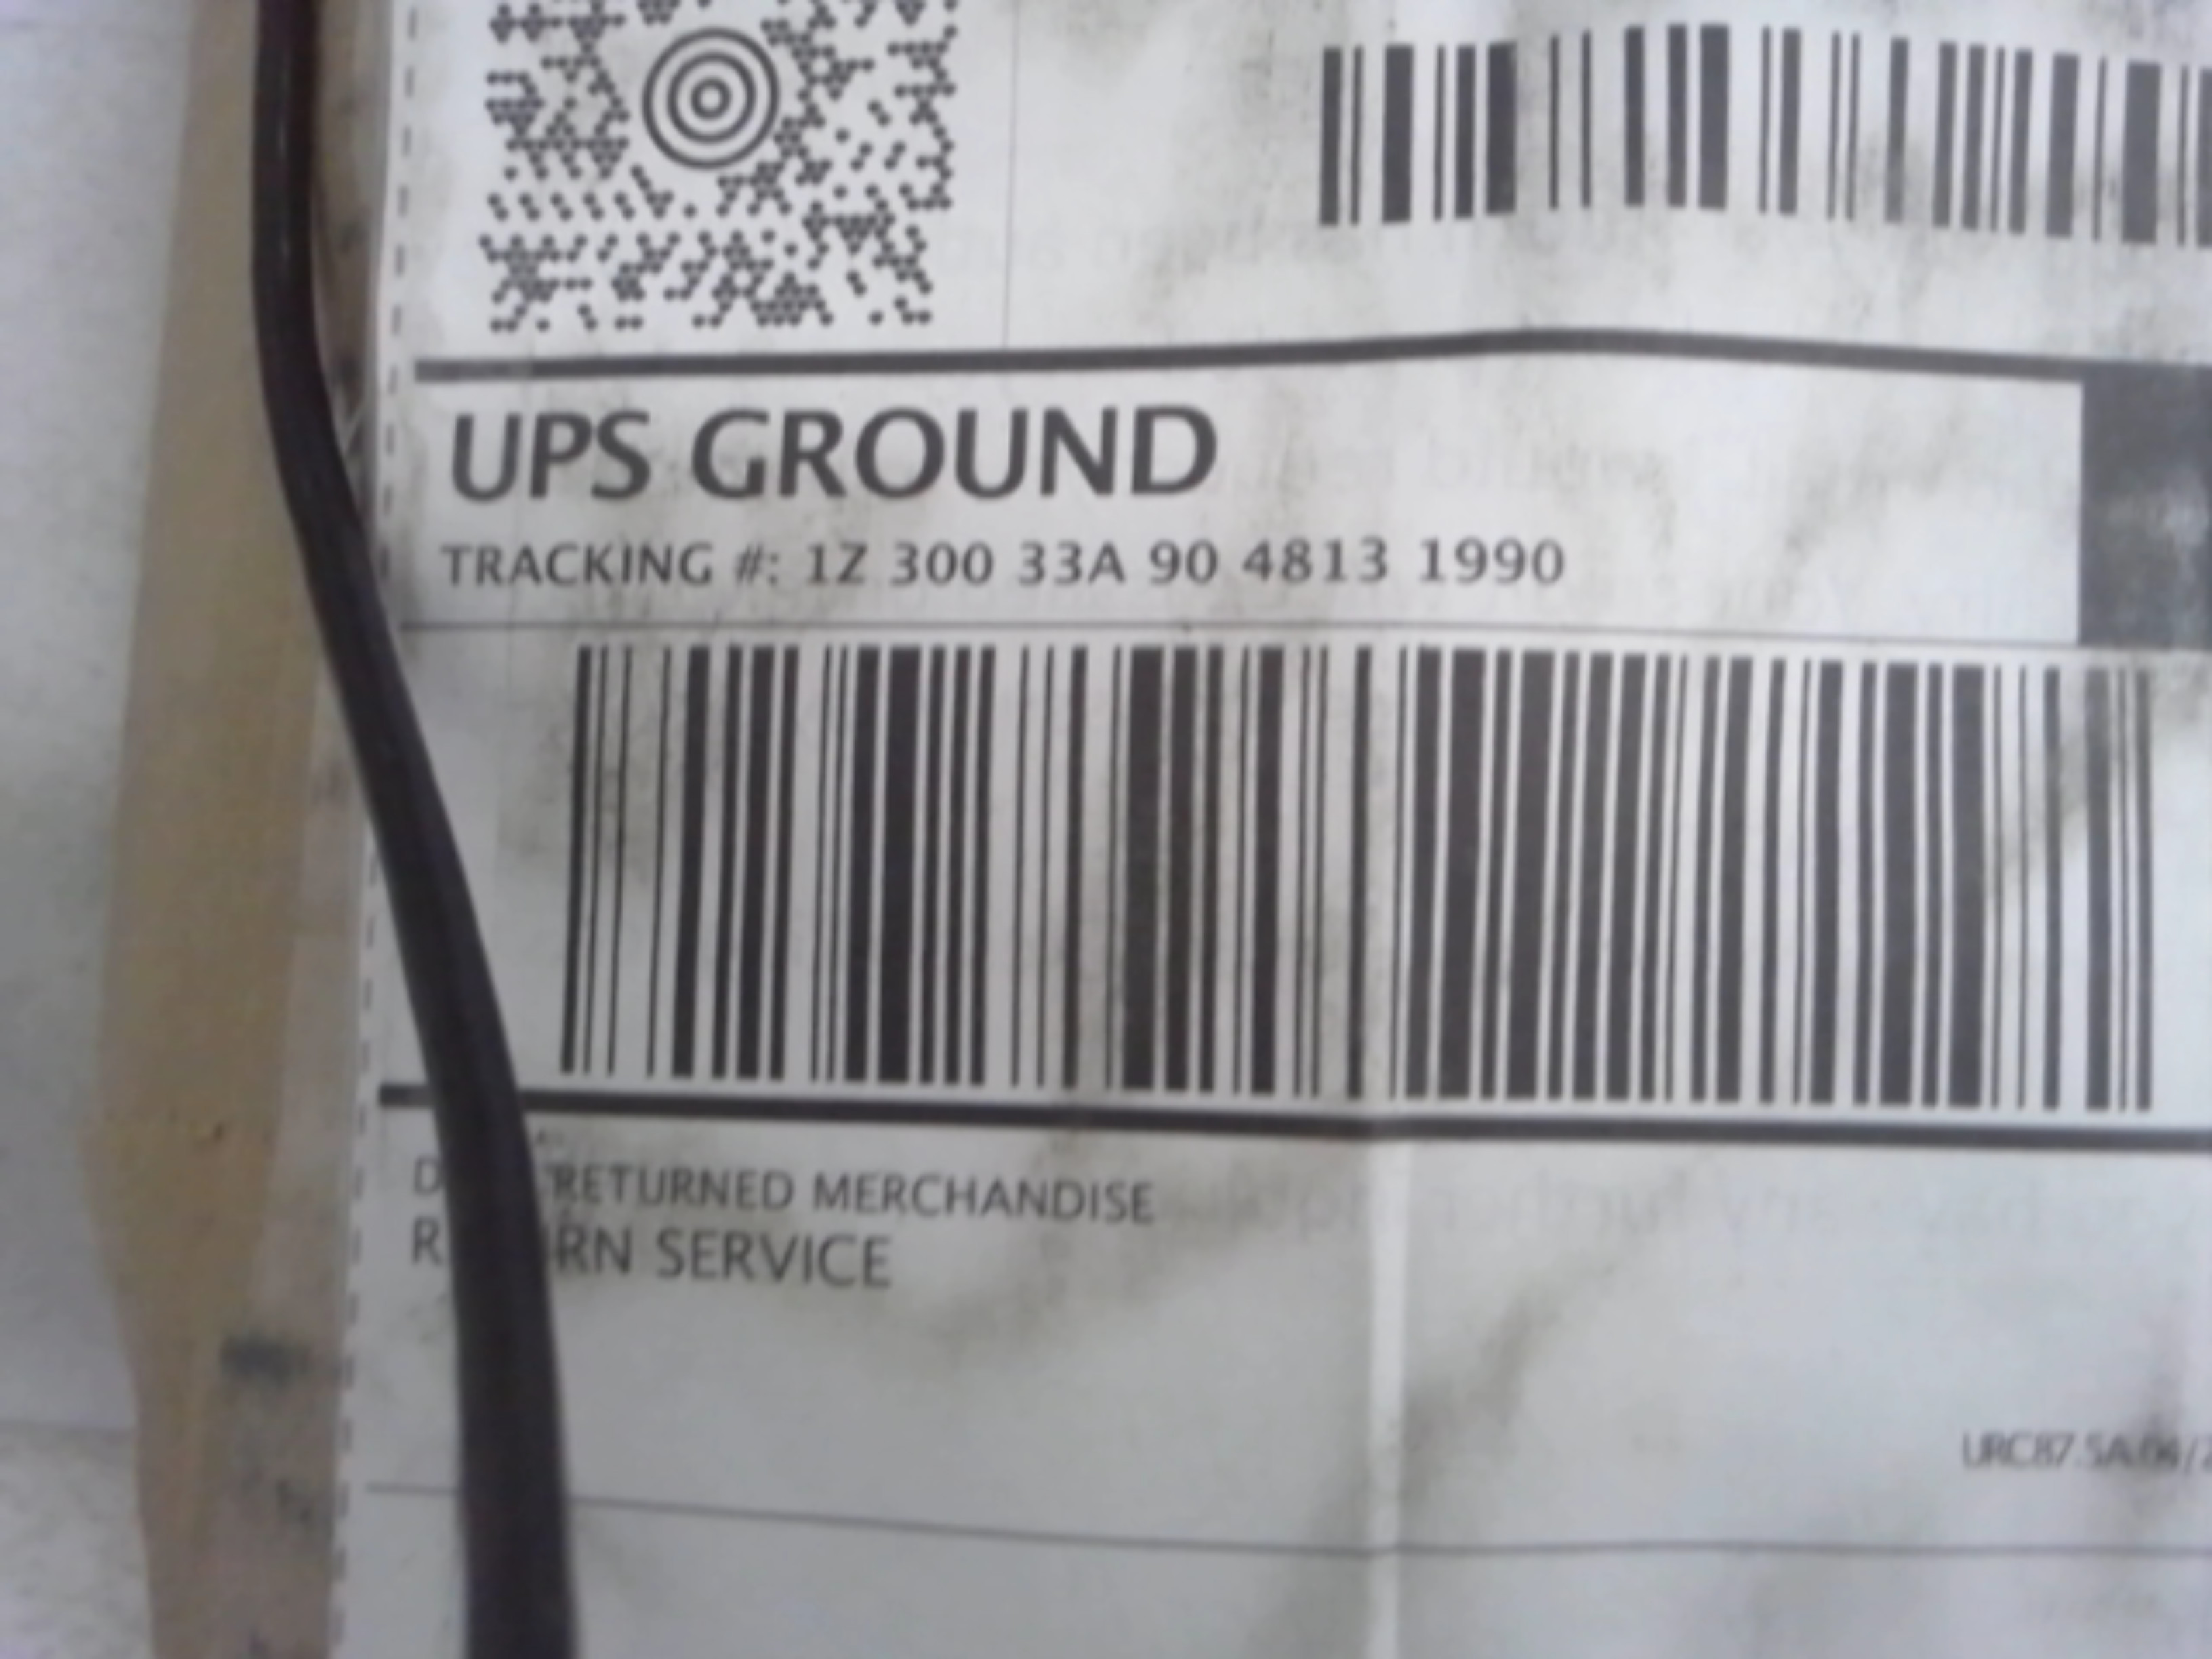 UPS GROUND
TRACKING #: 1Z 300 33A 90 4813 1990
RETURNED MERCHANDISE
SERVICE